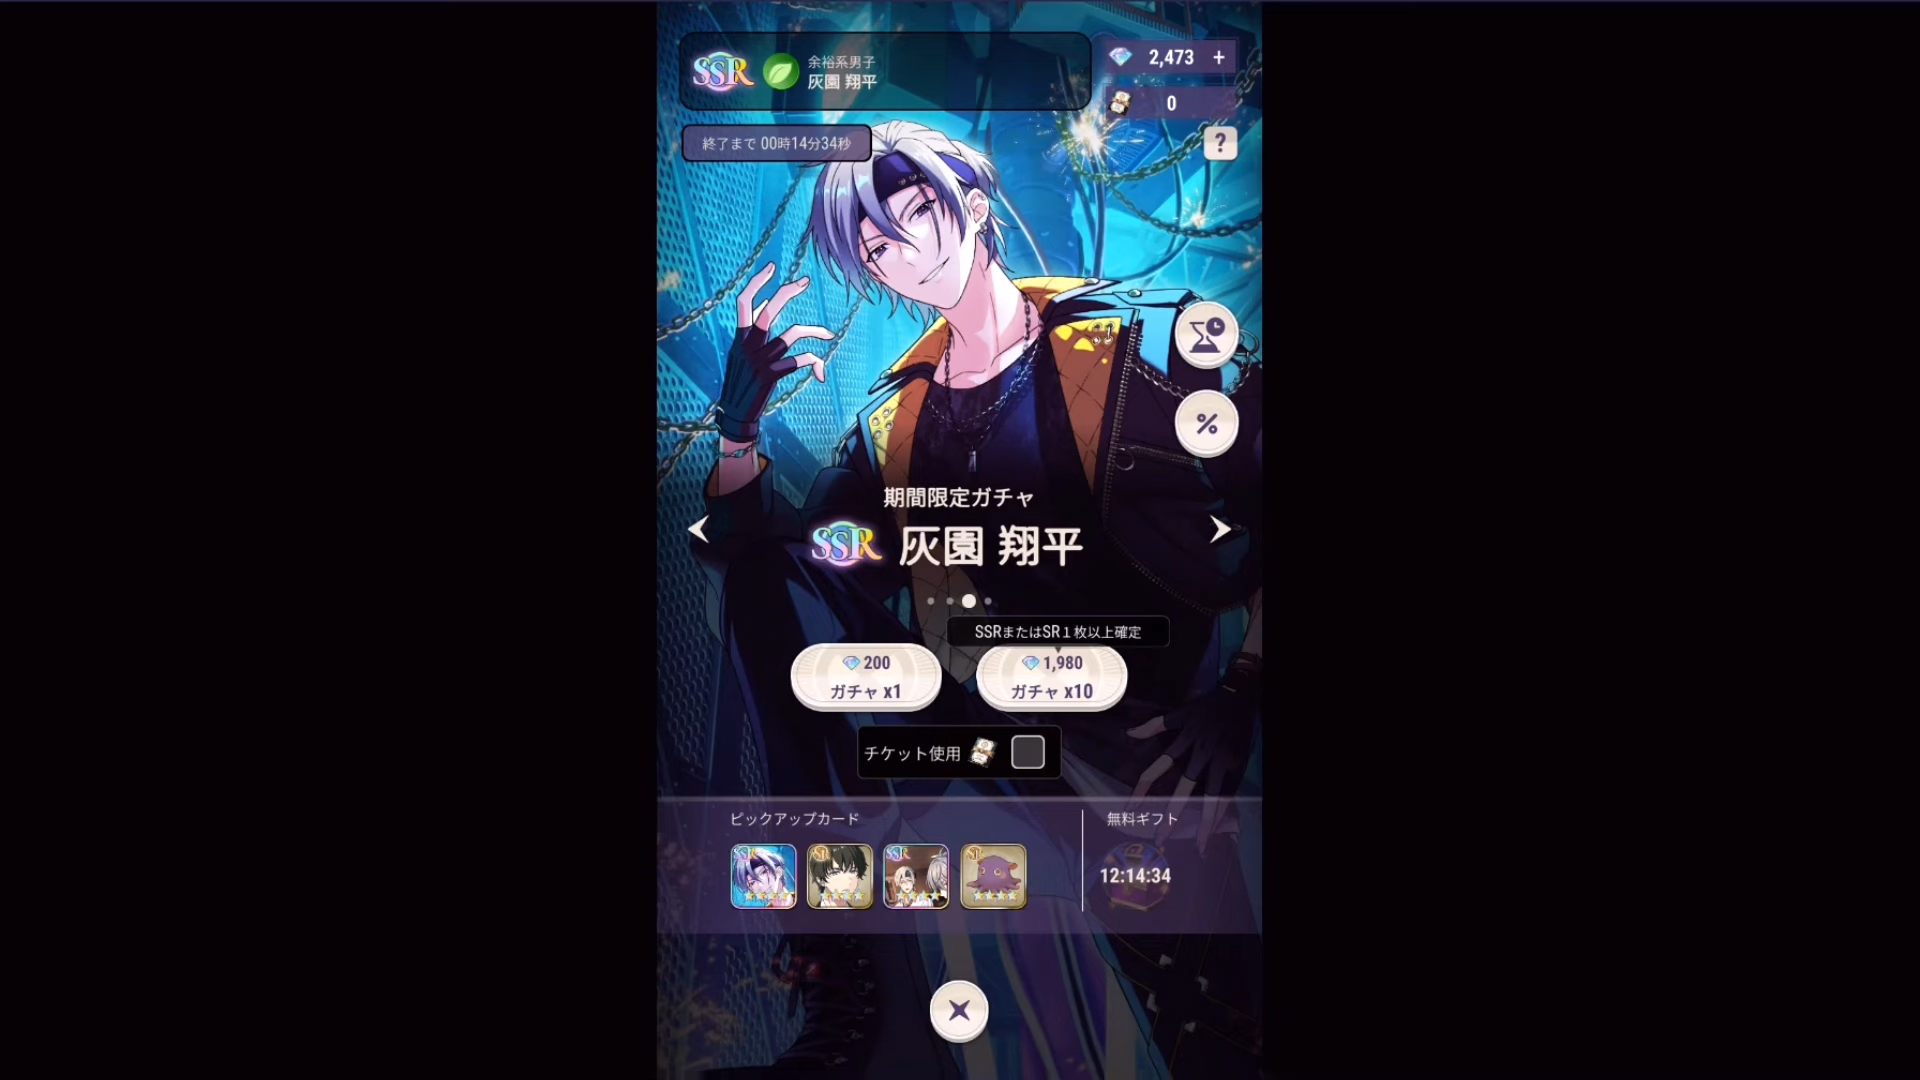 SSR
余裕系男子
灰園 翔平
2,473 +
0
終了まで 00時14分34秒
?
%
期間限定ガチャ
SSR 灰園 翔平
SSRまたはSR１枚以上確定
200
ガチャ x1
1,980
ガチャ x10
チケット使用
ピックアップカード
無料ギフト
SSR
SR
SSR
SR
12:14:34